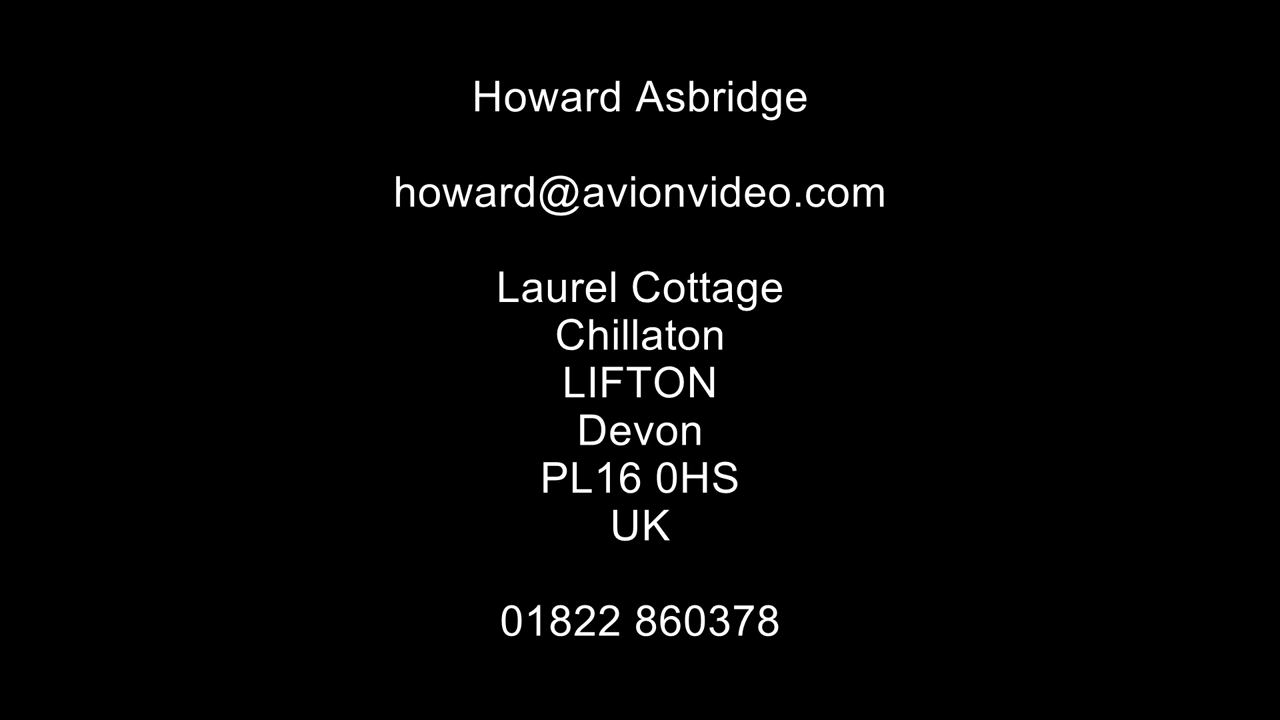 Howard Asbridge
howard@avionvideo.com
Laurel Cottage
Chillaton
LIFTON
Devon
PL16 0HS
UK
01822 860378